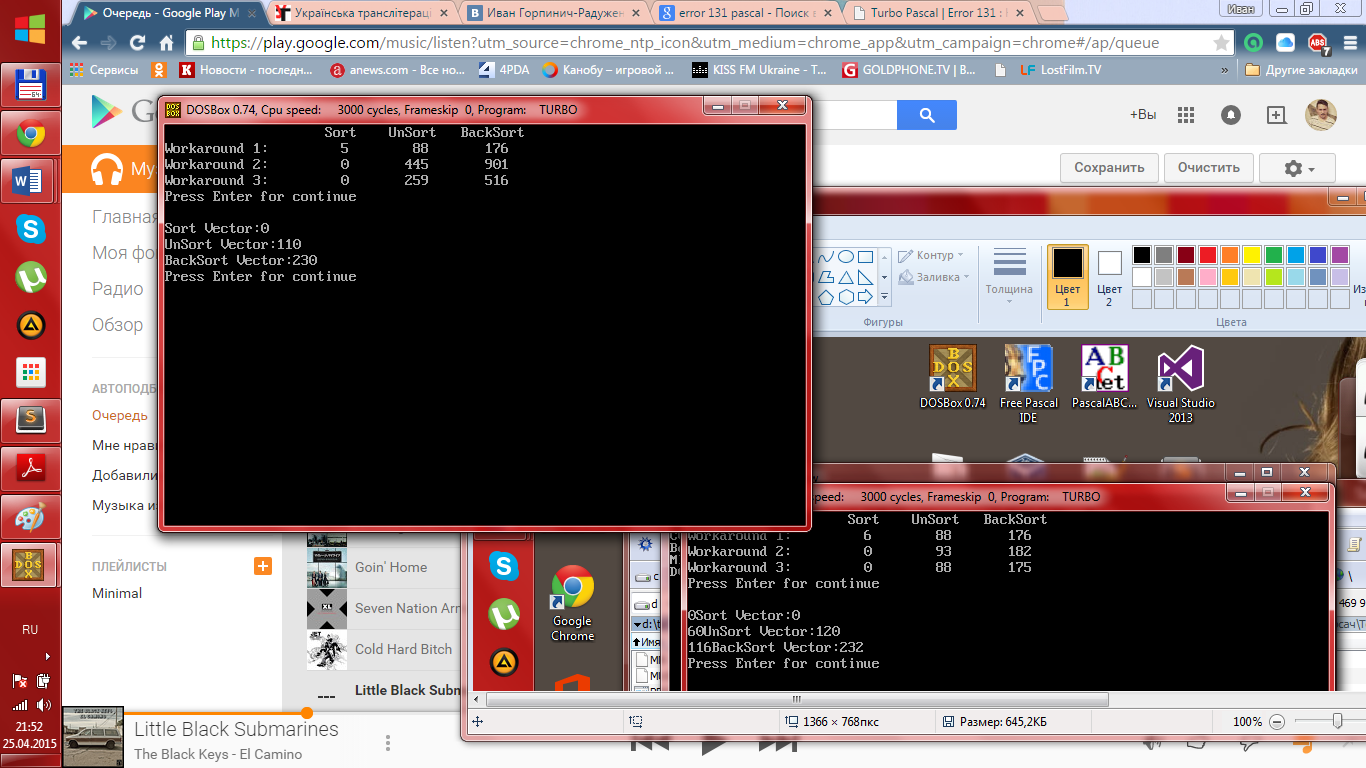 Очередь - Google Play М
Українська транслітераці
Иван Горпинич-Радужен
error 131 pascal - Поиск в
Turbo Pascal | Error 131 :
Иван
https://play.google.com/music/listen?utm_source=chrome_ntp_icon&utm_medium=chrome_app&utm_campaign=chrome#/ap/queue
ABS
7
Сервисы
Новости - последн...
anews.com - Все но...
4PDA
Канобу – игровой ...
KISS FM Ukraine - T...
GOLDPHONE.TV | B...
LostFilm.TV
»
Другие закладки
+Вы
Сохранить
Очистить
Главная
Моя фо
Радио
Обзор
АВТОПОДБ
Очередь
Мне нрави
Добавили
Музыка из
ПЛЕЙЛИСТЫ
Minimal
DOSBox 0.74, Cpu speed: 3000 cycles, Frameskip 0, Program: TURBO
Sort UnSort BackSort
Workaround 1: 5 88 176
Workaround 2: 0 445 901
Workaround 3: 0 259 516
Press Enter for continue
Sort Vector:0
UnSort Vector:110
BackSort Vector:230
Press Enter for continue
Контур
Заливка
Фигуры
Толщина
Цвет
1
Цвет
2
Цвета
Из
DOSBox 0.74
Free Pascal
IDE
PascalABC...
Visual Studio
2013
speed: 3000 cycles, Frameskip 0, Program: TURBO
Sort UnSort BackSort
Workaround 1: 6 88 176
Workaround 2: 0 93 182
Workaround 3: 0 88 175
Press Enter for continue
0Sort Vector:0
60UnSort Vector:120
116BackSort Vector:232
Press Enter for continue
Google
Chrome
1366 × 768пкс
Размер: 645,2КБ
100%
Goin' Home
Seven Nation Arm
Cold Hard Bitch
Little Black Subm
Little Black Submarines
The Black Keys - El Camino
RU
21:52
25.04.2015